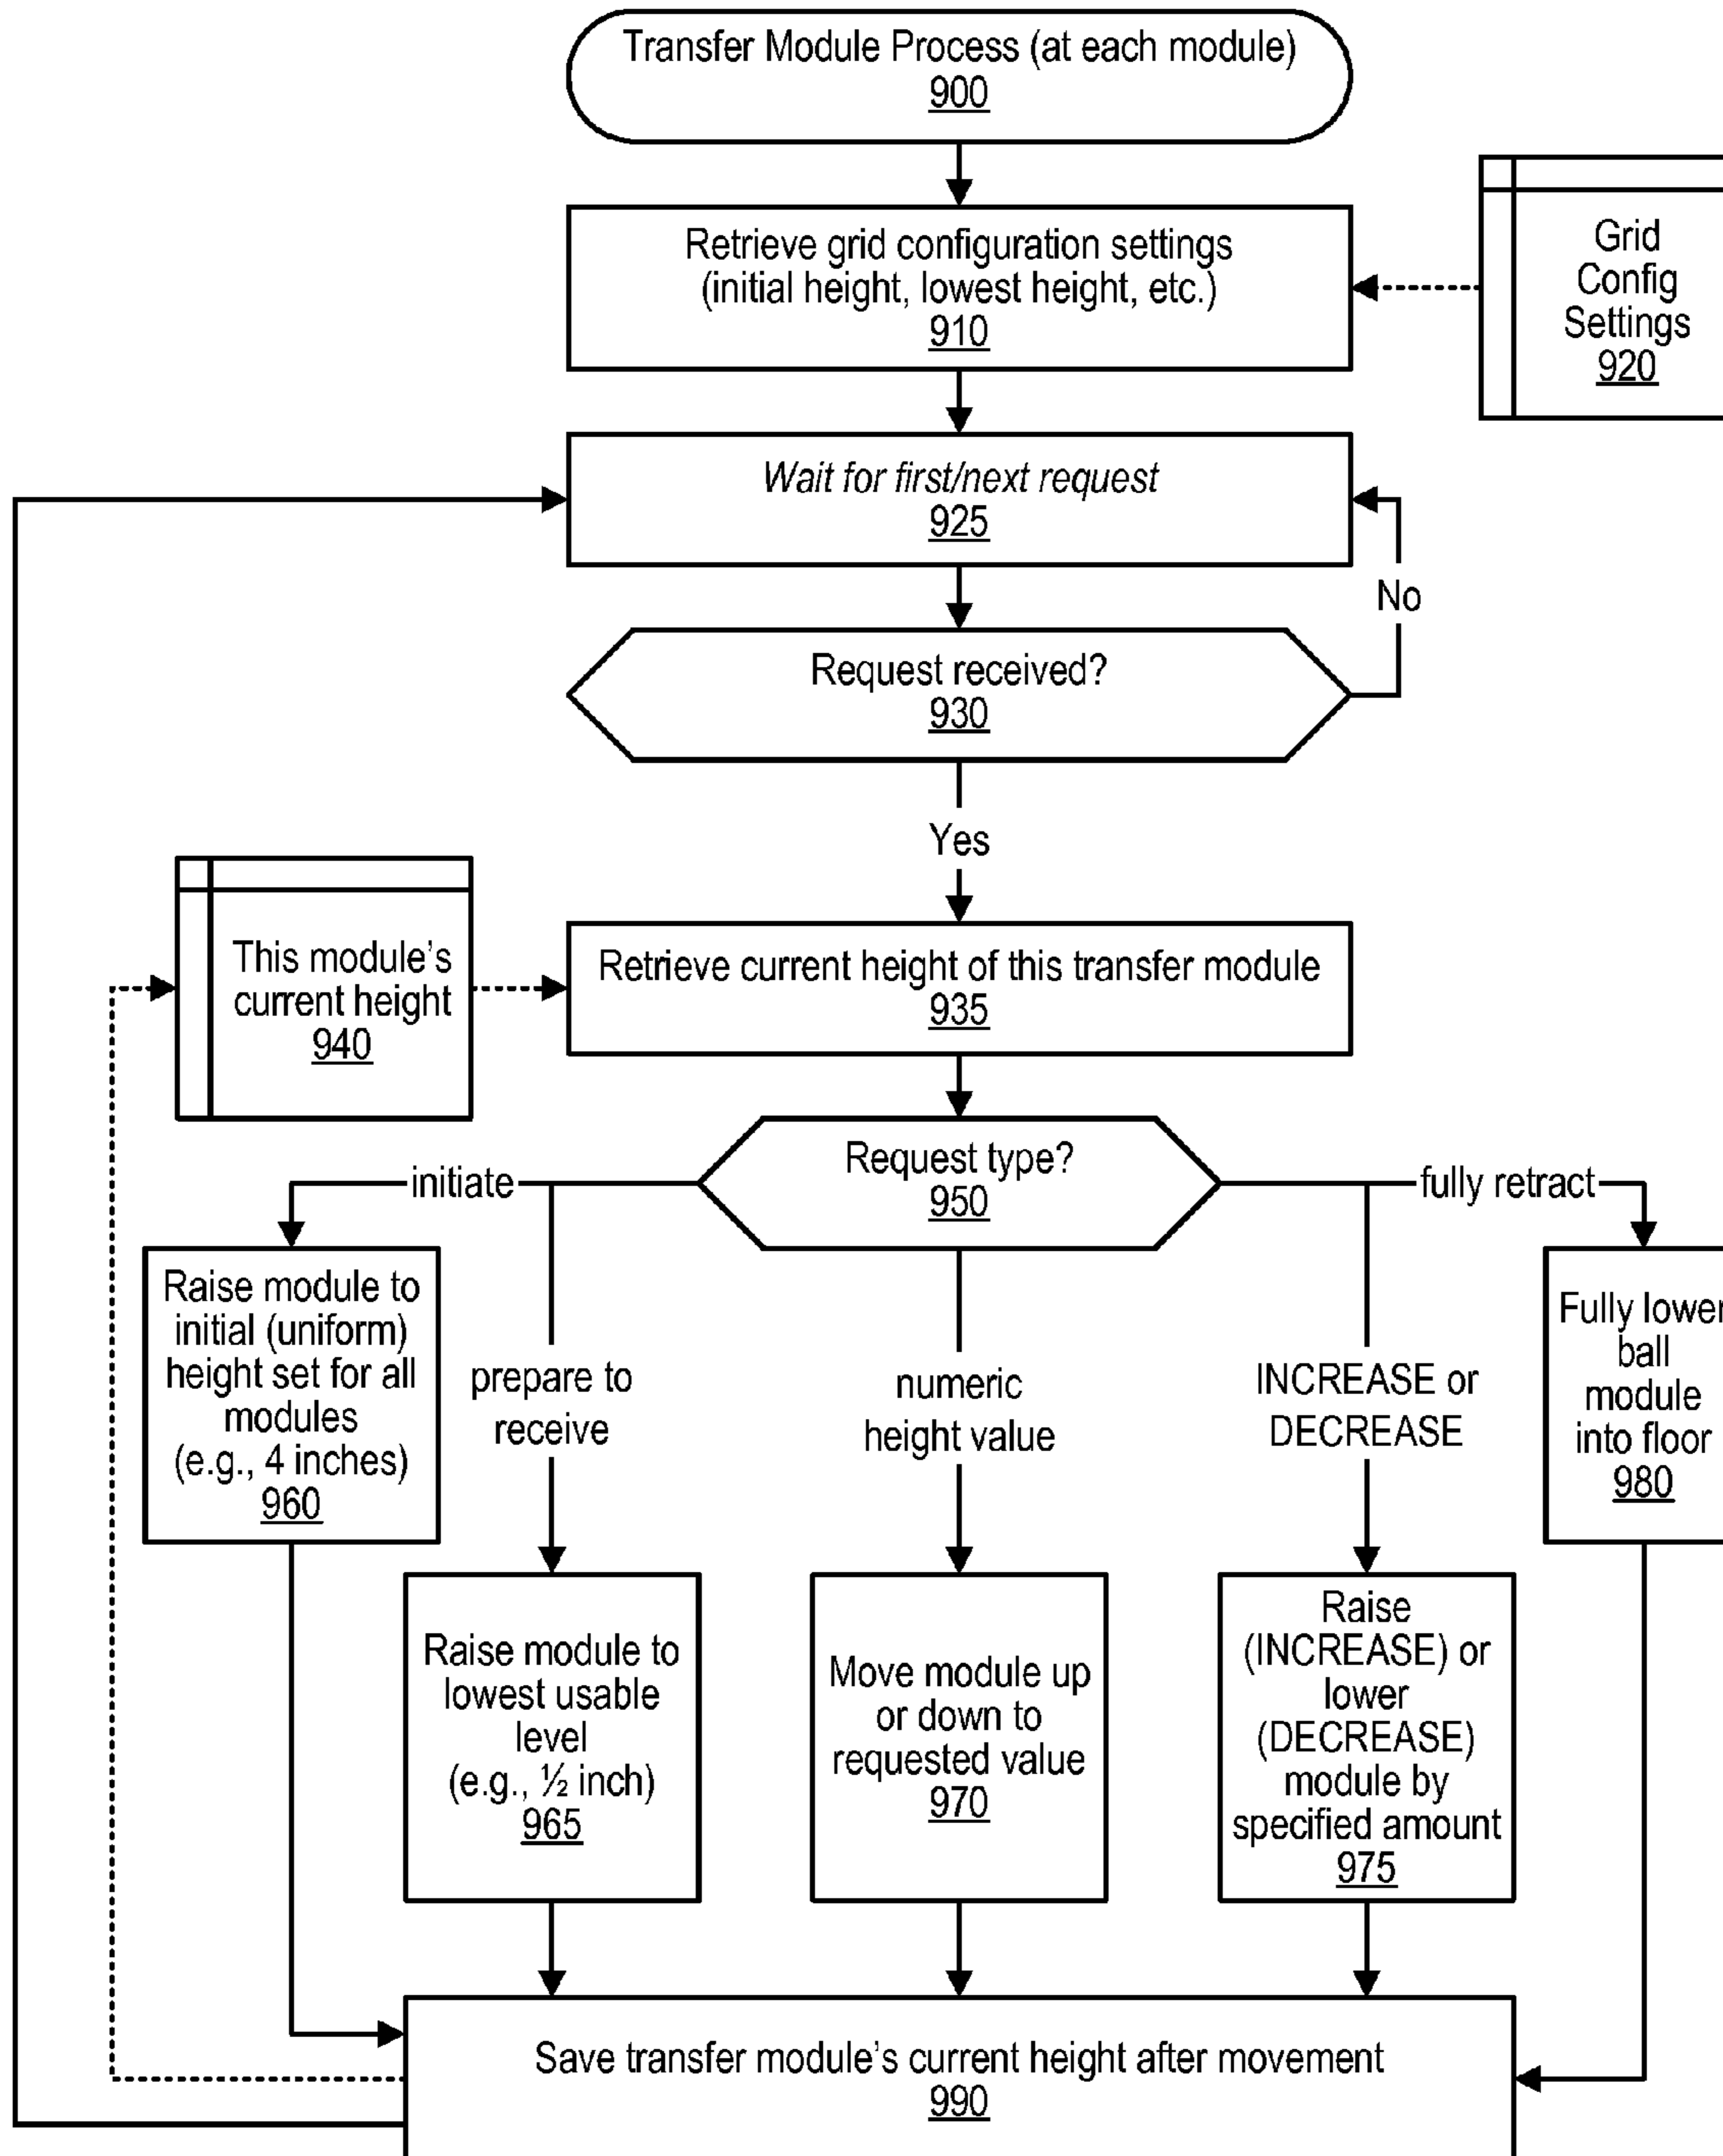 Transfer Module Process (at each module)
900
Retrieve grid configuration settings
(initial height, lowest height, etc.)
910
Grid
Config
Settings
920
Wait for first/next request
925
No
Request received?
930
Yes
This module's
current height
940
Retrieve current height of this transfer module
935
Request type?
950
initiate
fully retract
Raise module to
initial (uniform)
height set for all
modules
(e.g., 4 inches)
960
prepare to
receive
numeric
height value
INCREASE or
DECREASE
Fully lower
ball
module
into floor
980
Raise module to
lowest usable
level
(e.g., ½ inch)
965
Move module up
or down to
requested value
970
Raise
(INCREASE) or
lower
(DECREASE)
module by
specified amount
975
Save transfer module's current height after movement
990